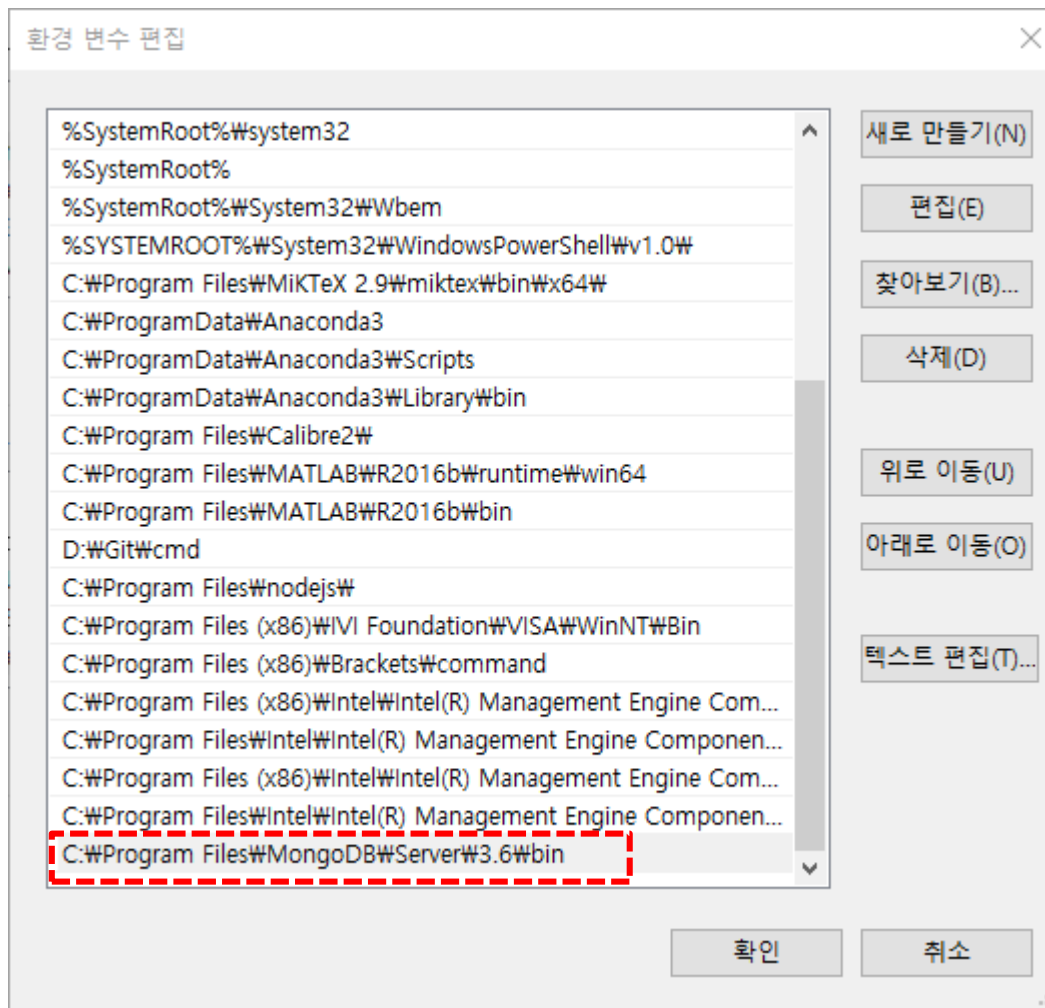 환경 변수 편집
%SystemRoot%₩system32
%SystemRoot%
%SystemRoot%₩System32₩Wbem
%SYSTEMROOT%₩System32₩WindowsPowerShell₩v1.0₩
C:₩Program Files₩MiKTeX 2.9₩miktex₩bin₩x64₩
C:₩ProgramData₩Anaconda3
C:₩ProgramData₩Anaconda3₩Scripts
C:₩ProgramData₩Anaconda3₩Library₩bin
C:₩Program Files₩Calibre2₩
C:₩Program Files₩MATLAB₩R2016b₩runtime₩win64
C:₩Program Files₩MATLAB₩R2016b₩bin
D:₩Git₩cmd
C:₩Program Files₩nodejs₩
C:₩Program Files (x86)₩IVI Foundation₩VISA₩WinNT₩Bin
C:₩Program Files (x86)₩Brackets₩command
C:₩Program Files (x86)₩Intel₩Intel(R) Management Engine Com...
C:₩Program Files₩Intel₩Intel(R) Management Engine Componen...
C:₩Program Files (x86)₩Intel₩Intel(R) Management Engine Com...
C:₩Program Files₩Intel₩Intel(R) Management Engine Componen...
C:₩Program Files₩MongoDB₩Server₩3.6₩bin
새로 만들기(N)
편집(E)
찾아보기(B)...
삭제(D)
위로 이동(U)
아래로 이동(O)
텍스트 편집(T)...
확인
취소